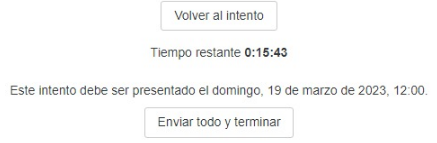 Volver al intento
Tiempo restante 0:15:43
Este intento debe ser presentado el domingo, 19 de marzo de 2023, 12:00.
Enviar todo y terminar